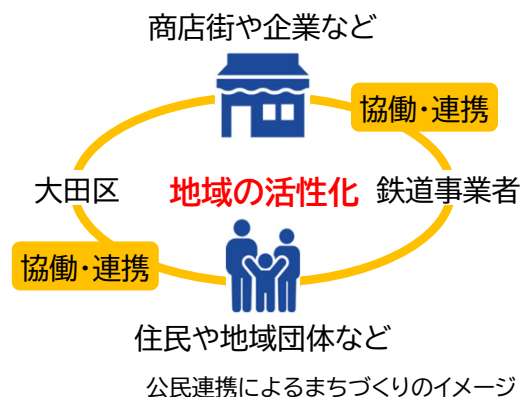 商店街や企業など
協働・連携
大田区
地域の活性化
鉄道事業者
協働・連携
住民や地域団体など
公民連携によるまちづくりのイメージ